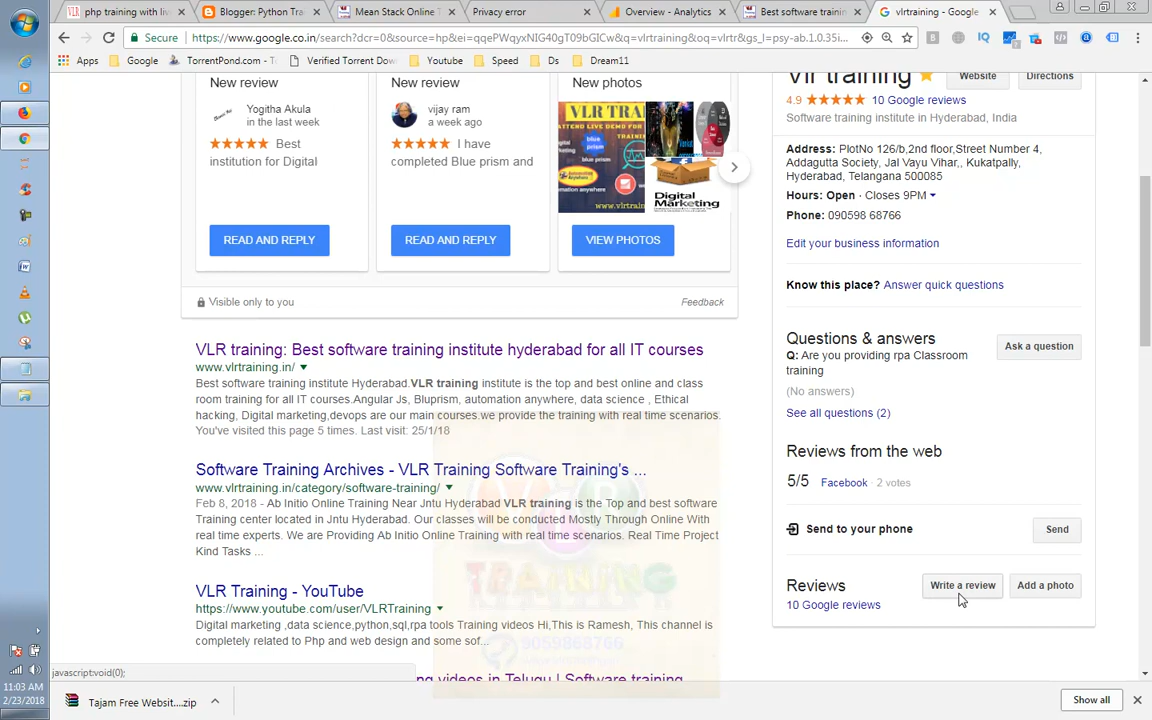 php training with live
Blogger: Python Tra
Mean Stack Online T
Privacy error
Overview - Analytics
Best software trainin
vlrtraining - Google
Secure
https://www.google.co.in/search?dcr=0&source=hp&ei=qqePWqyxNIG40gT09bGICw&q=vlrtraining&oq=vlrtr&gs_l=psy-ab.1.0.35i...
Apps
Google
TorrentPond.com - To
Verified Torrent Dow
Youtube
Speed
Ds
Dream11
New review
Yogitha Akula
in the last week
Best
institution for Digital
READ AND REPLY
New review
vijay ram
a week ago
I have
completed Blue prism and
READ AND REPLY
New photos
VLR TRA
ATTEND LIVE DEMO FOR
blue prism
Digital
Marketing
VIEW PHOTOS
Visible only to you
Feedback
VLR training: Best software training institute hyderabad for all IT courses
www.vlrtraining.in/
Best software training institute Hyderabad.VLR training institute is the top and best online and class
room training for all IT courses.Angular Js, Bluprism, automation anywhere, data science , Ethical
hacking, Digital marketing,devops are our main courses.we provide the training with real time scenarios.
You've visited this page 5 times. Last visit: 25/1/18
Software Training Archives - VLR Training Software Training's ...
www.vlrtraining.in/category/software-training/
Feb 8, 2018 - Ab Initio Online Training Near Jntu Hyderabad VLR training is the Top and best software
Training center located in Jntu Hyderabad. Our classes will be conducted Mostly Through Online With
real time experts. We are Providing Ab Initio Online Training with real time scenarios. Real Time Project
Kind Tasks ...
VLR Training - YouTube
https://www.youtube.com/user/VLRTraining
Digital marketing ,data science,python,sql,rpa tools Training videos Hi,This is Ramesh, This channel is
completely related to Php and web design and some sof...
ng videos in Telugu | Software training
TRAINING
9059868766
vlr training
Website
Directions
4.9
10 Google reviews
Software training institute in Hyderabad, India
Address: PlotNo 126/b,2nd floor,Street Number 4,
Addagutta Society, Jal Vayu Vihar,, Kukatpally,
Hyderabad, Telangana 500085
Hours: Open · Closes 9PM
Phone: 090598 68766
Edit your business information
Know this place? Answer quick questions
Questions & answers
Ask a question
Q: Are you providing rpa Classroom
training
(No answers)
See all questions (2)
Reviews from the web
5/5
Facebook · 2 votes
Send to your phone
Send
Reviews
Write a review
Add a photo
10 Google reviews
javascript:void(0);
Tajam Free Websit....zip
Show all
11:03 AM
2/23/2018